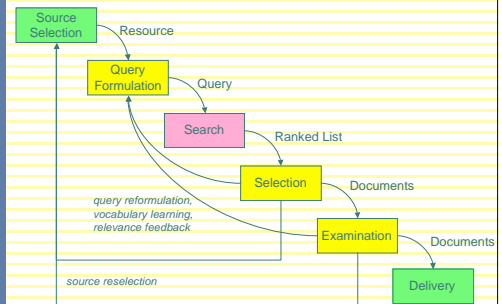 Source
Selection
Resource
Query
Formulation
Query
Search
Ranked List
Selection
Documents
query reformulation,
vocabulary learning,
relevance feedback
Examination
Documents
source reselection
Delivery